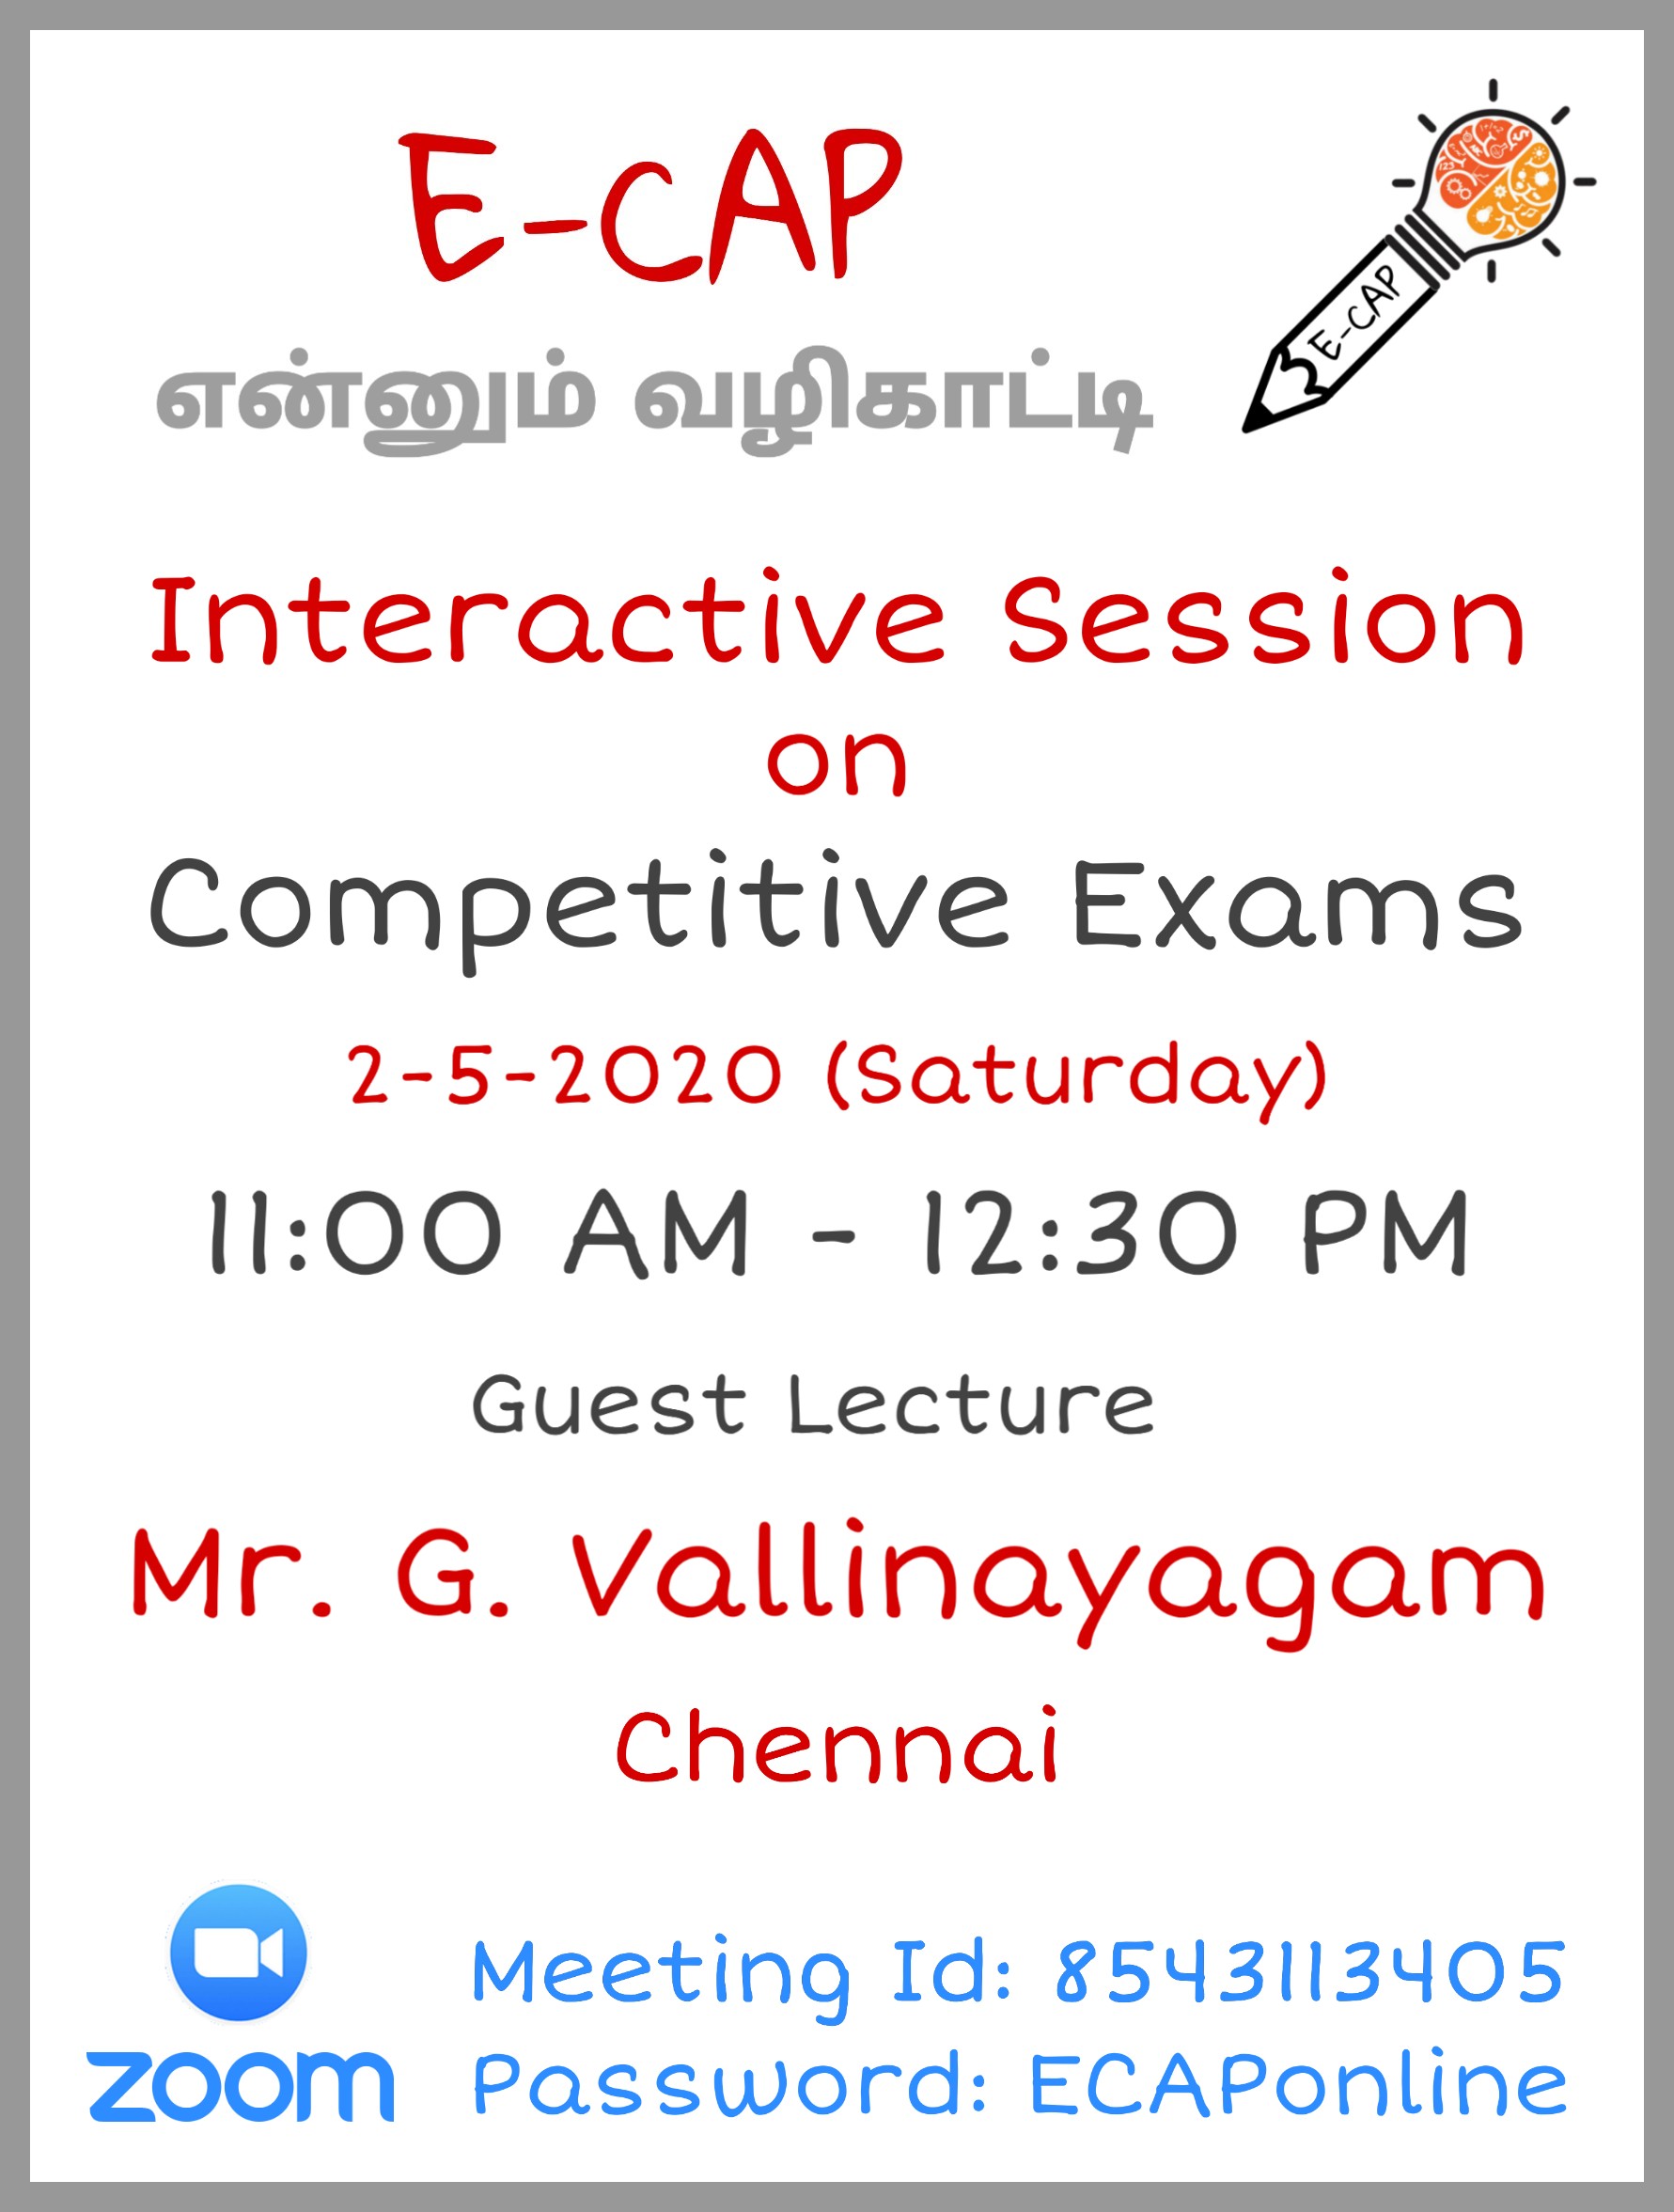 E-CAP
E-CAP
என்னும் வழிகாட்டி
Interactive Session
on
Competitive Exams
2-5-2020 (Saturday)
11:00 AM - 12:30 PM
Guest Lecture
Mr. G. Vallinayagam
Chennai
Meeting Id: 8543113405
zoom Password: ECAPonline